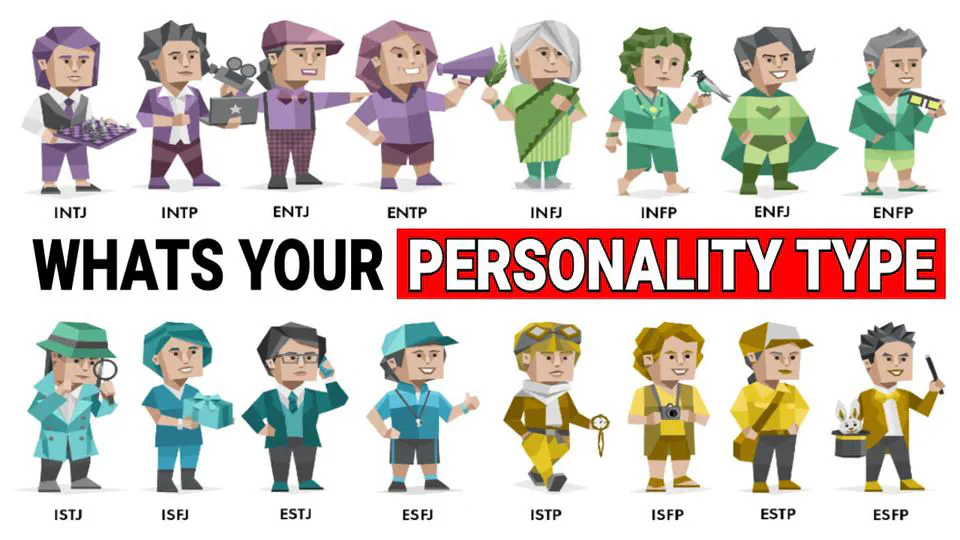 INTJ INTP ENTJ ENTP INFJ INFP ENFJ ENFP
WHATS YOUR PERSONALITY TYPE
ISTJ ISFJ ESTJ ESFJ ISTP ISFP ESTP ESFP